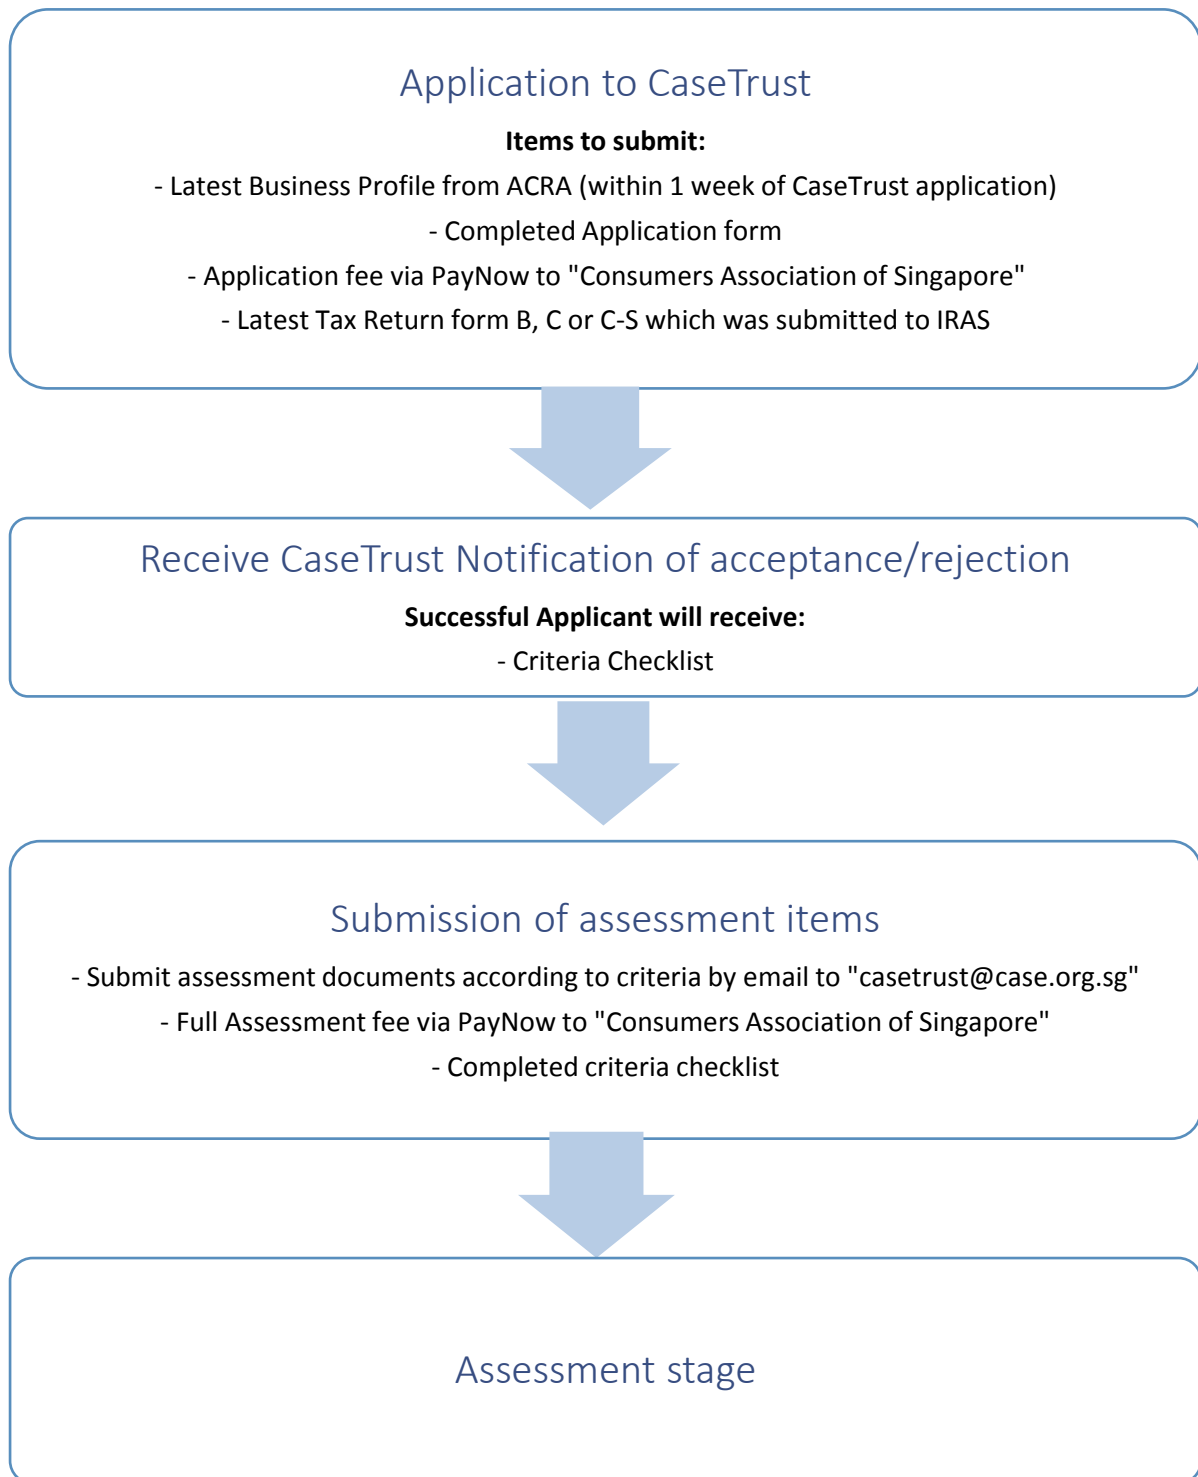 Application to CaseTrust
Items to submit:
- Latest Business Profile from ACRA (within 1 week of CaseTrust application)
- Completed Application form
- Application fee via PayNow to "Consumers Association of Singapore"
- Latest Tax Return form B, C or C-S which was submitted to IRAS
Receive CaseTrust Notification of acceptance/rejection
Successful Applicant will receive:
- Criteria Checklist
Submission of assessment items
- Submit assessment documents according to criteria by email to "casetrust@case.org.sg"
- Full Assessment fee via PayNow to "Consumers Association of Singapore"
- Completed criteria checklist
Assessment stage